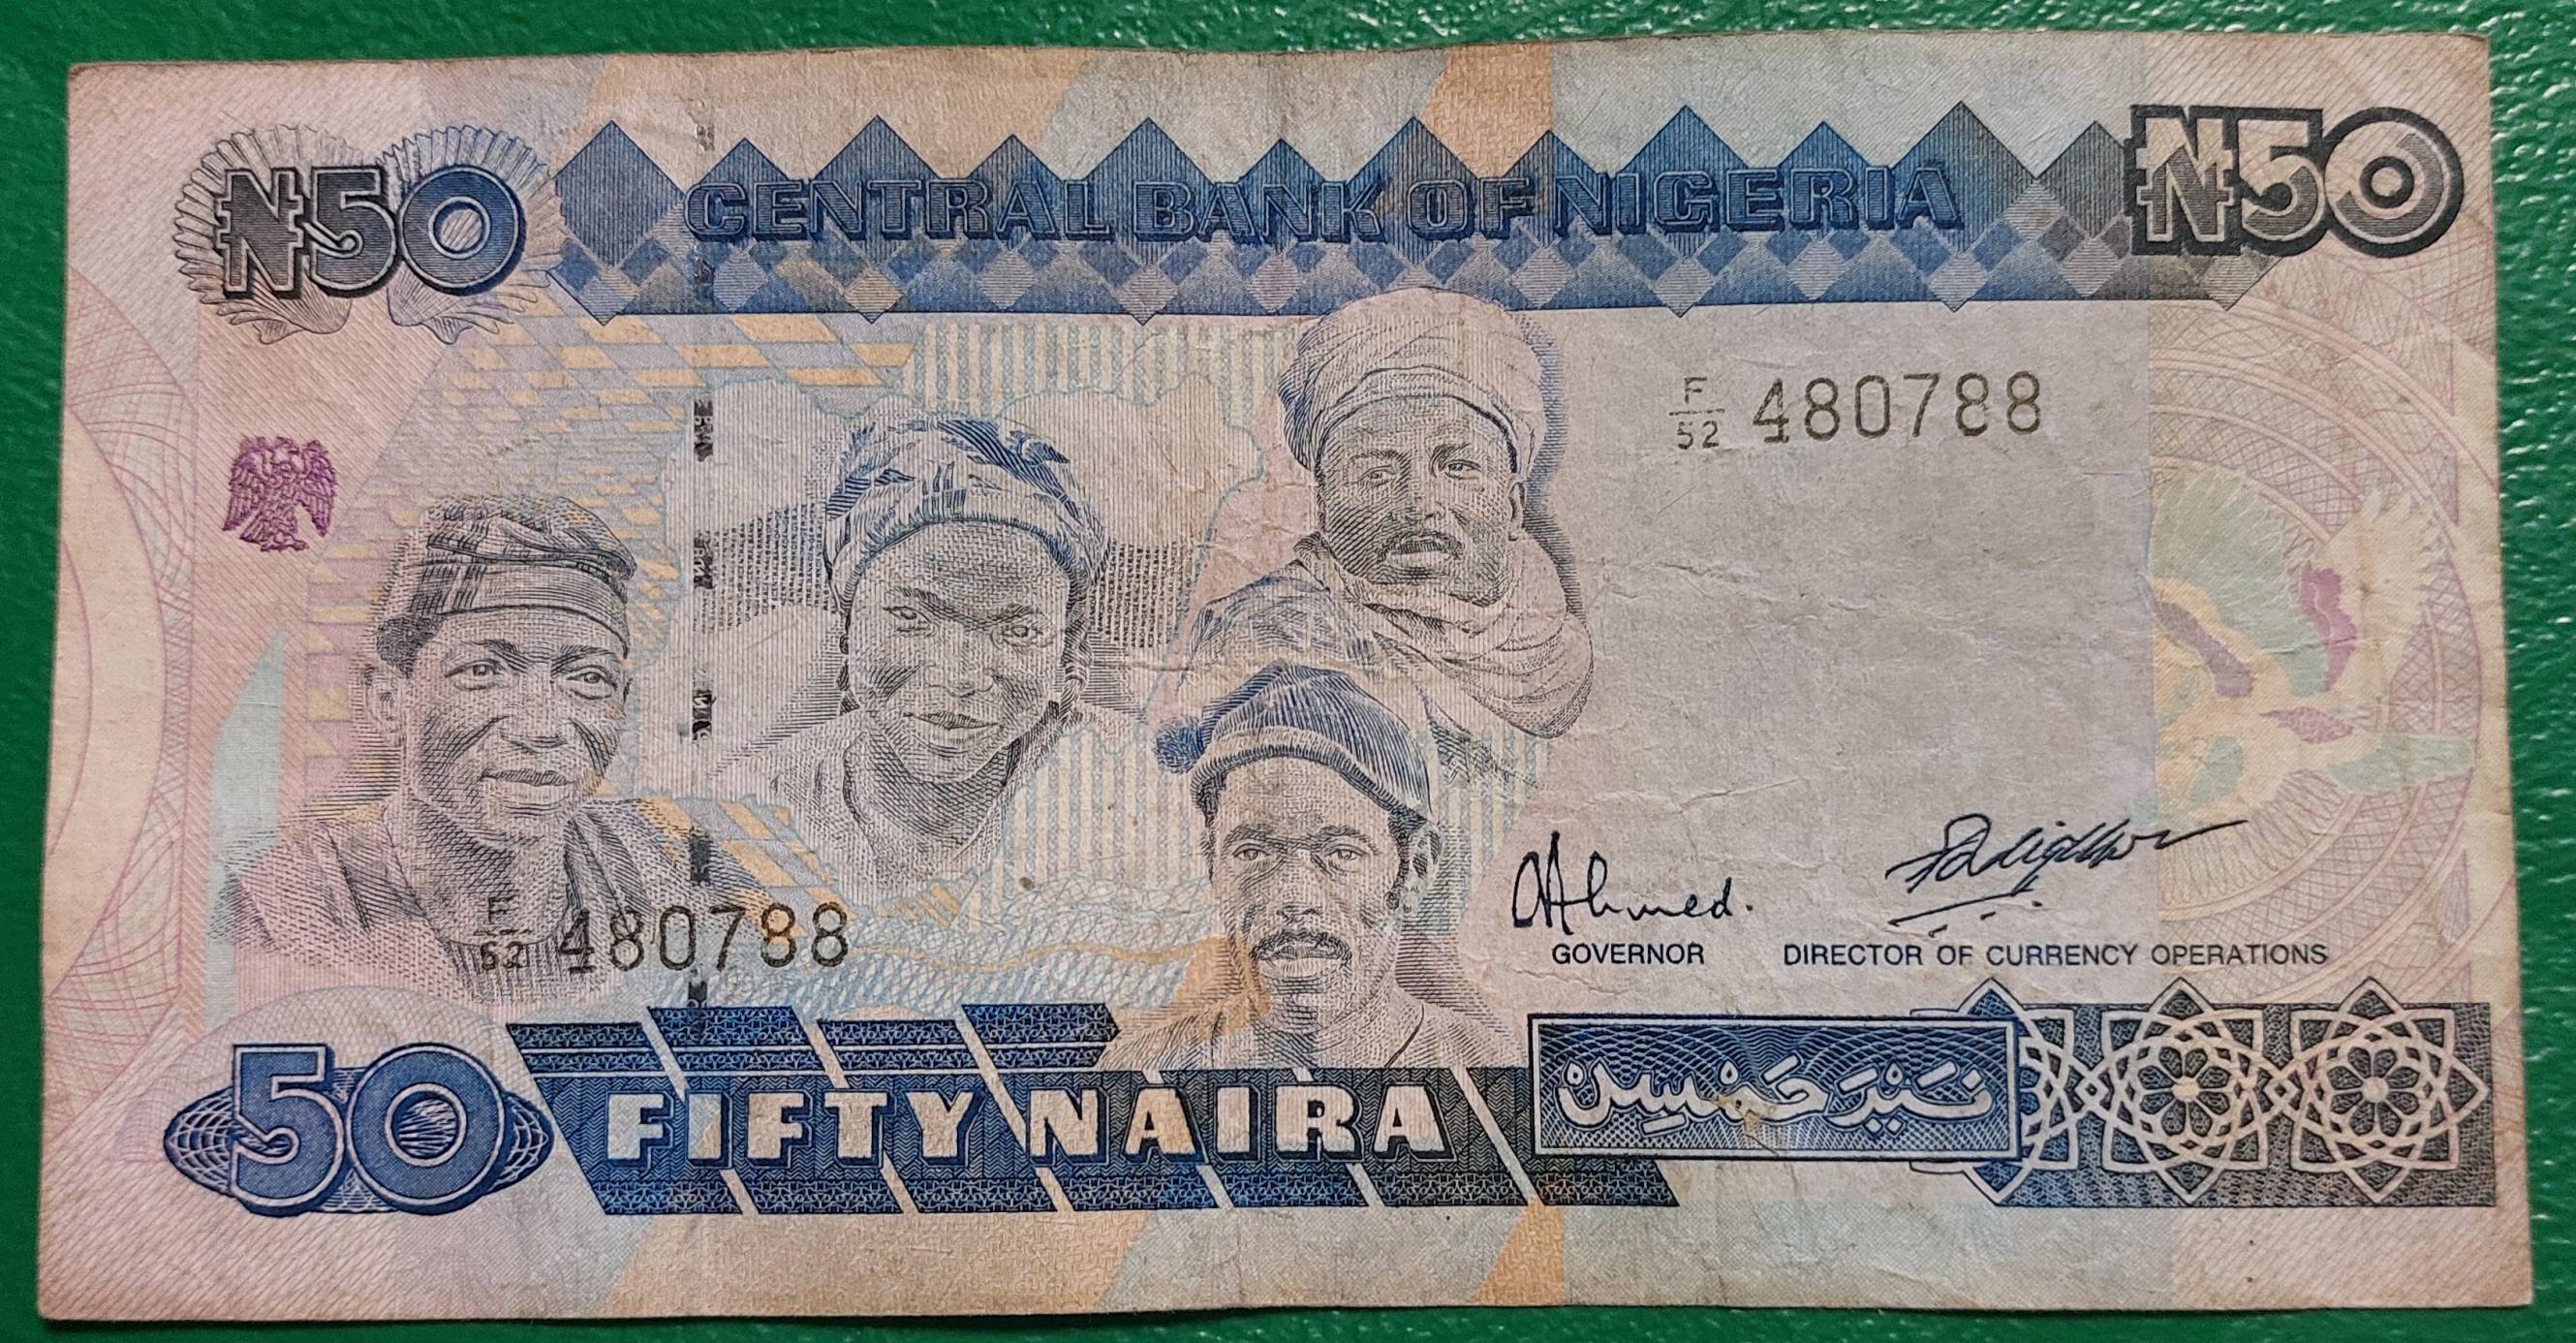 ₦50 CENTRAL BANK OF NIGERIA ₦50
F/52 480788
F/52 480788
Ahmed.
GOVERNOR DIRECTOR OF CURRENCY OPERATIONS
50 FIFTY NAIRA نَيْرَ حَمْسِين